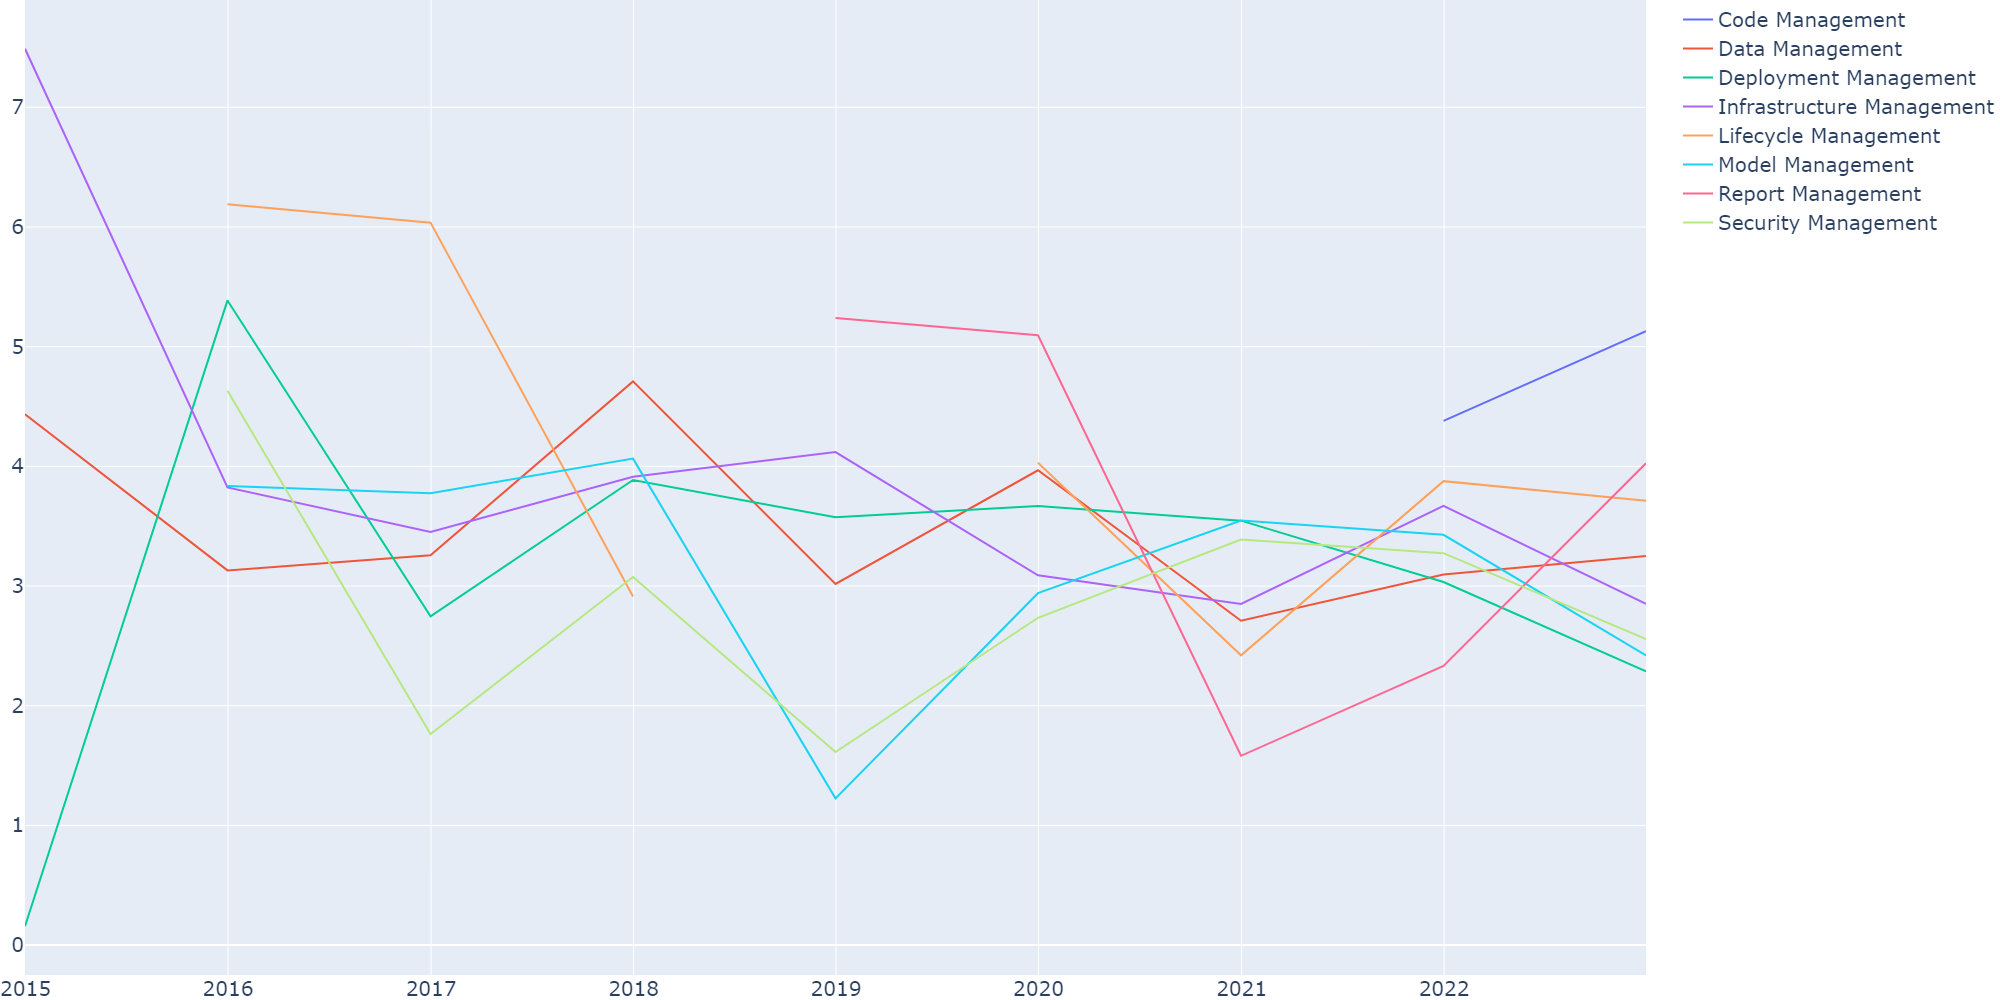 Code Management
Data Management
Deployment Management
Infrastructure Management
Lifecycle Management
Model Management
Report Management
Security Management
7
6
5
4
3
2
1
0
2015 2016 2017 2018 2019 2020 2021 2022